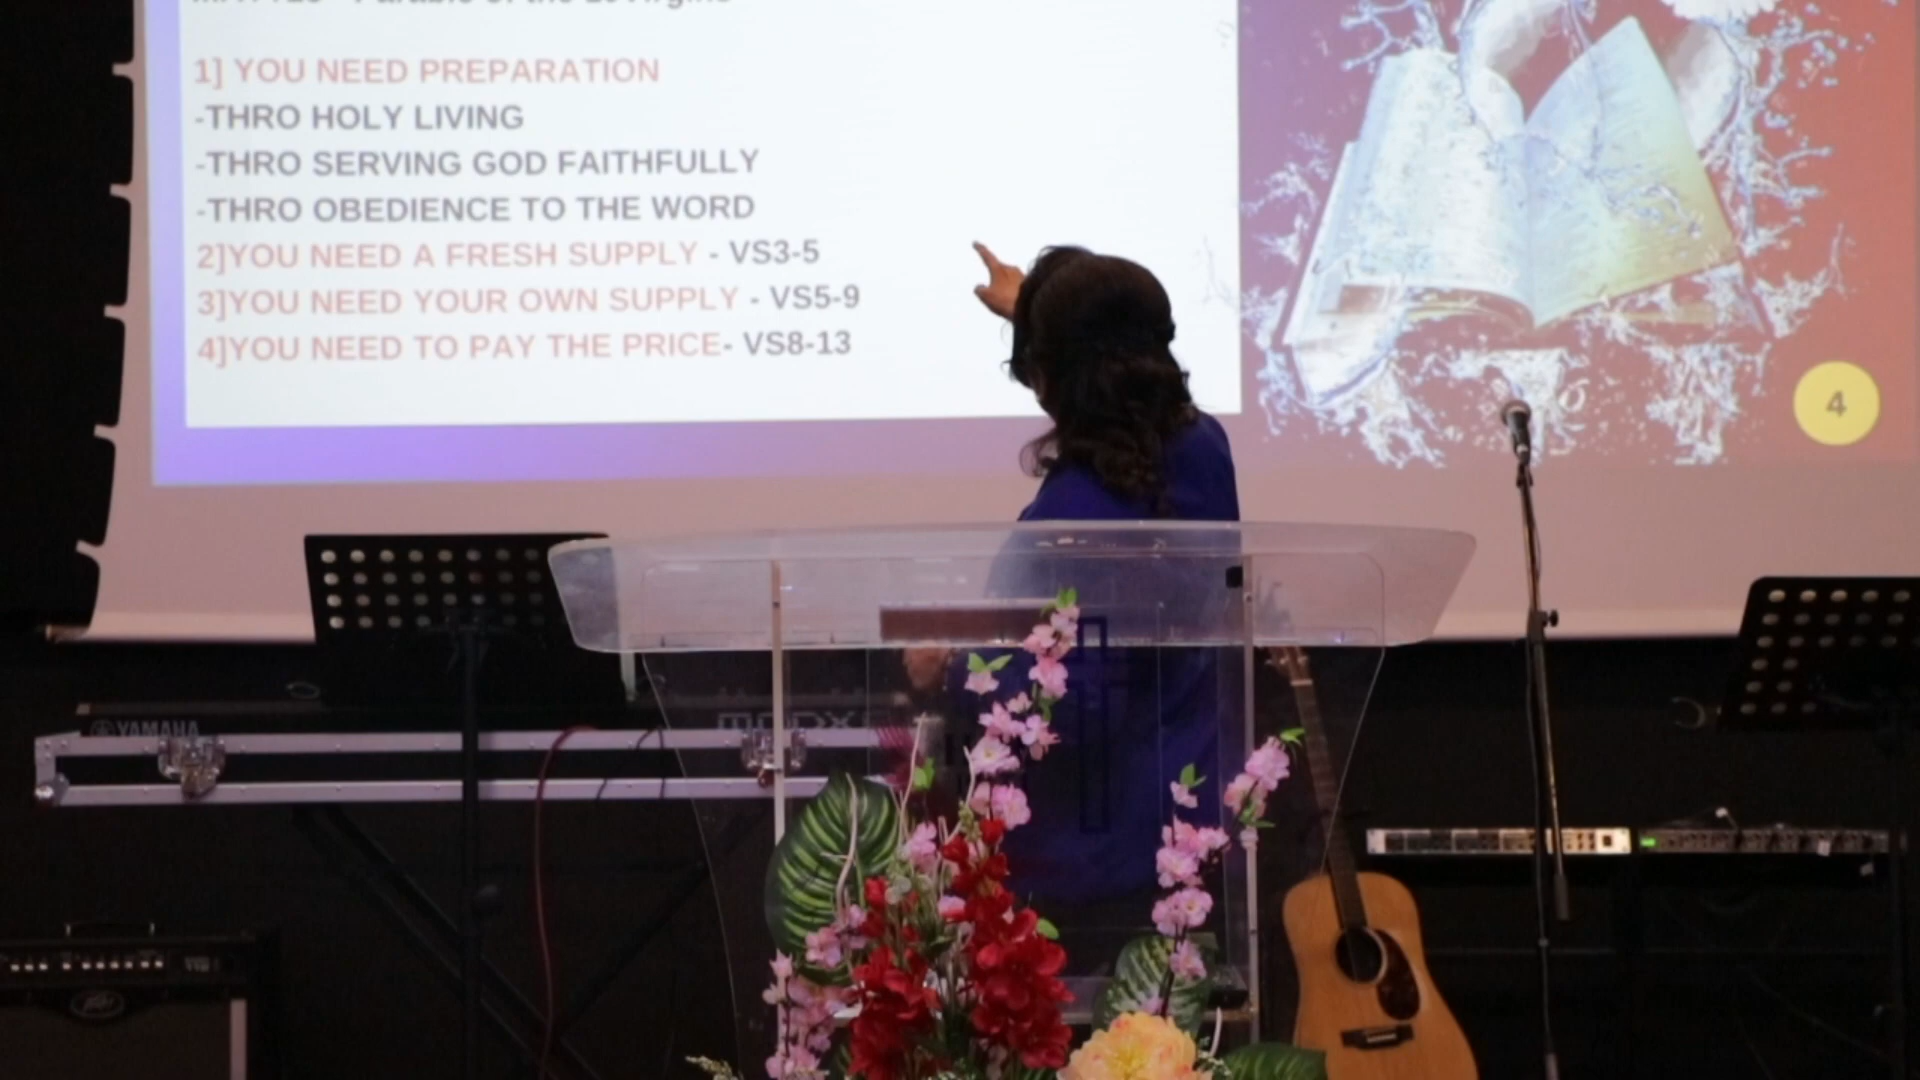 1] YOU NEED PREPARATION
-THRO HOLY LIVING
-THRO SERVING GOD FAITHFULLY
-THRO OBEDIENCE TO THE WORD
2]YOU NEED A FRESH SUPPLY - VS3-5
3]YOU NEED YOUR OWN SUPPLY - VS5-9
4]YOU NEED TO PAY THE PRICE- VS8-13
4
YAMAHA
MODX